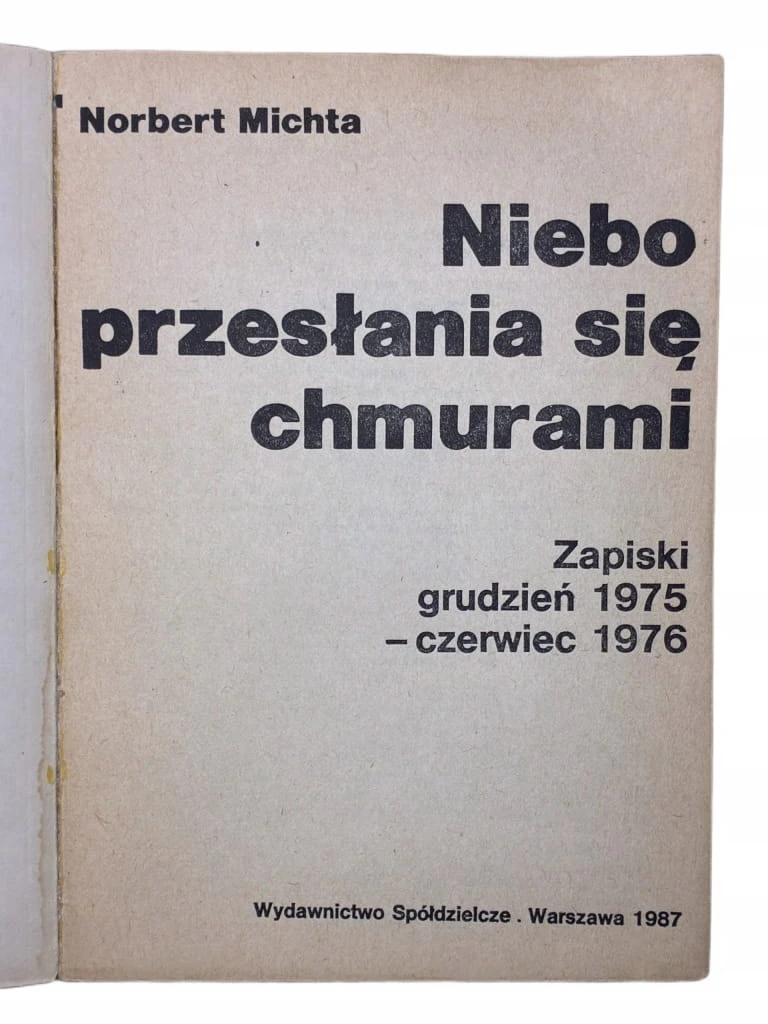 Norbert Michta
Niebo
przesłania się
chmurami
Zapiski
grudzień 1975
– czerwiec 1976
Wydawnictwo Spółdzielcze . Warszawa 1987